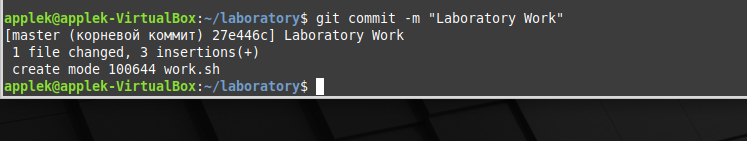 applek@applek-VirtualBox:~/laboratory$ git commit -m "Laboratory Work"
[master (корневой коммит) 27e446c] Laboratory Work
 1 file changed, 3 insertions(+)
 create mode 100644 work.sh
applek@applek-VirtualBox:~/laboratory$